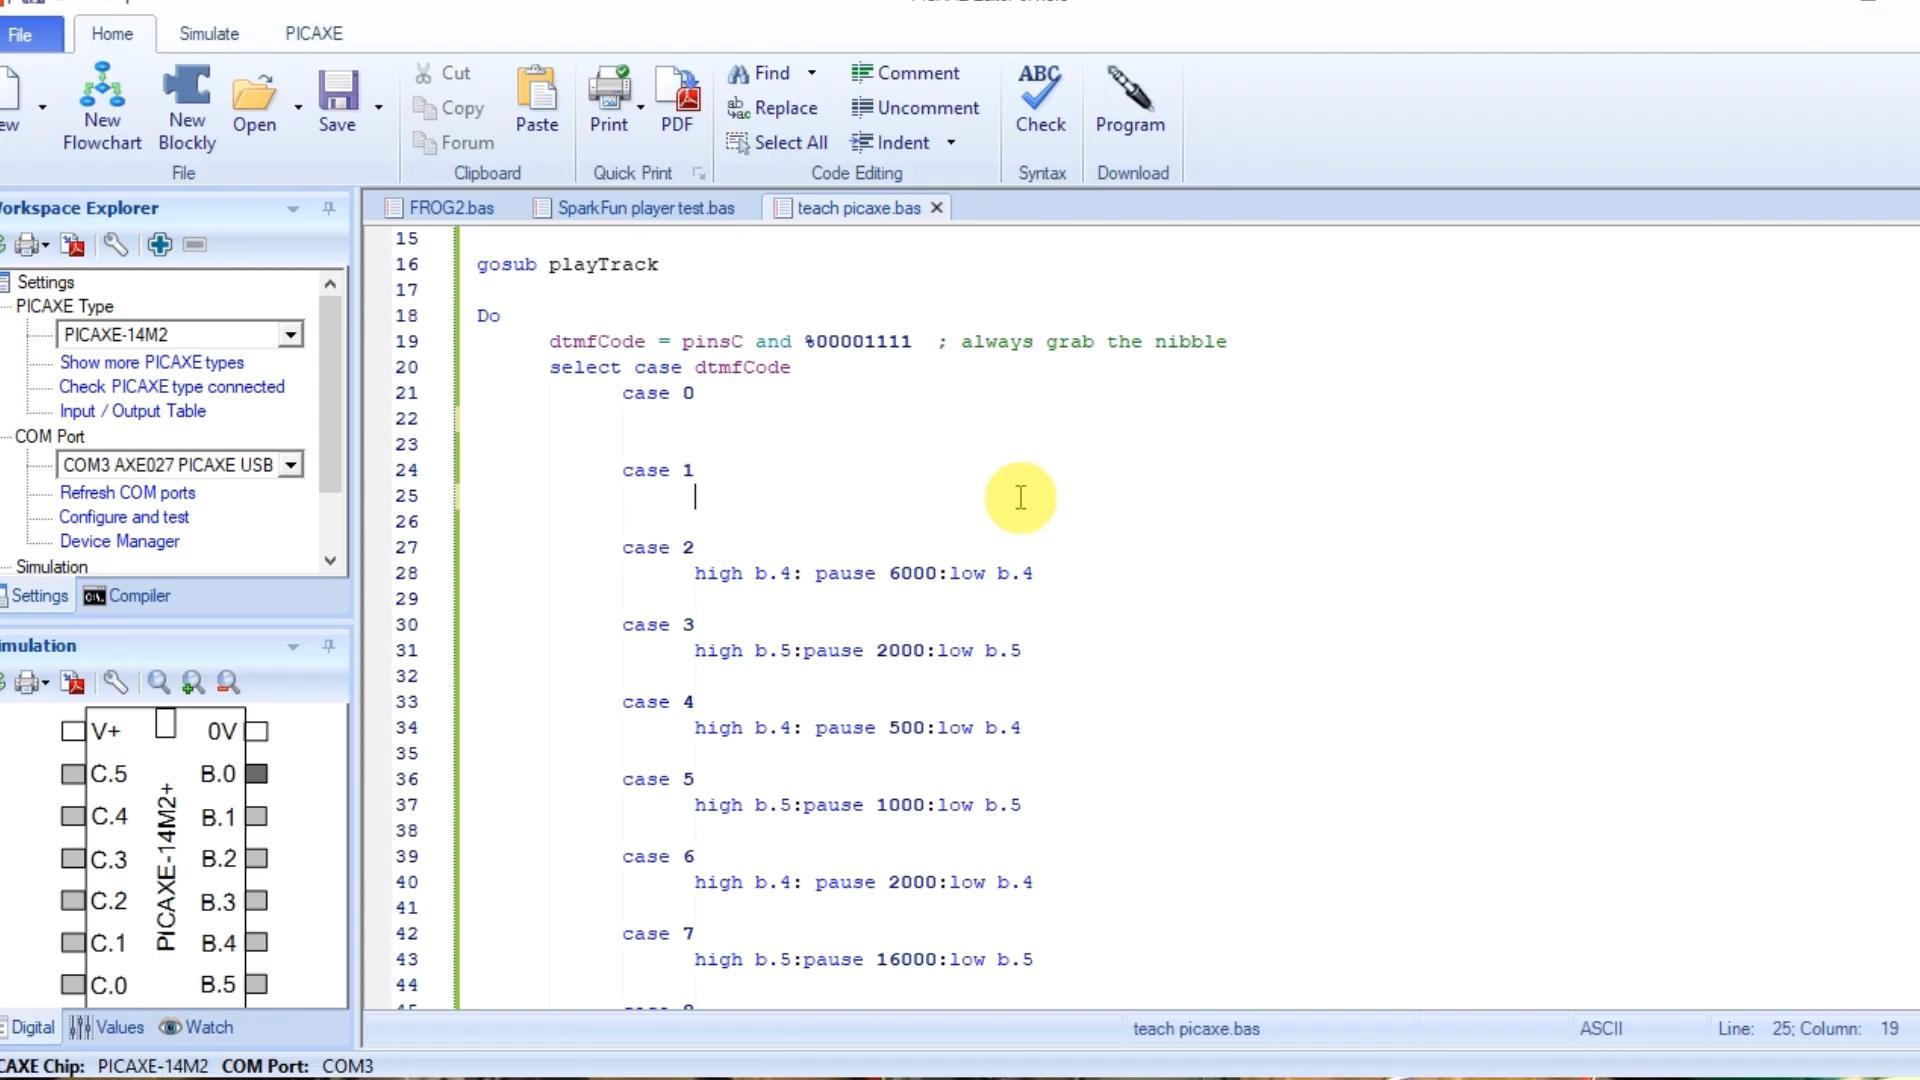 File Home Simulate PICAXE
New Flowchart
New Blockly
Open
Save
Cut
Copy
Forum
Paste
Print
PDF
Find
Replace
Select All
Comment
Uncomment
Indent
ABC
Check
Program
File Clipboard Quick Print Code Editing Syntax Download
orkspace Explorer
FROG2.bas SparkFun player test.bas teach picaxe.bas
Settings
PICAXE Type
PICAXE-14M2
Show more PICAXE types
Check PICAXE type connected
Input / Output Table
COM Port
COM3 AXE027 PICAXE USB
Refresh COM ports
Configure and test
Device Manager
Simulation
Settings Compiler
imulation
V+ 0V
C.5 B.0
C.4 B.1
C.3 B.2
C.2 B.3
C.1 B.4
C.0 B.5
PICAXE-14M2+
Digital Values Watch
15
16 gosub playTrack
17
18 Do
19 dtmfCode = pinsC and %00001111 ; always grab the nibble
20 select case dtmfCode
21 case 0
22
23
24 case 1
25
26
27 case 2
28 high b.4: pause 6000:low b.4
29
30 case 3
31 high b.5:pause 2000:low b.5
32
33 case 4
34 high b.4: pause 500:low b.4
35
36 case 5
37 high b.5:pause 1000:low b.5
38
39 case 6
40 high b.4: pause 2000:low b.4
41
42 case 7
43 high b.5:pause 16000:low b.5
44
teach picaxe.bas ASCII Line: 25; Column: 19
CAXE Chip: PICAXE-14M2 COM Port: COM3